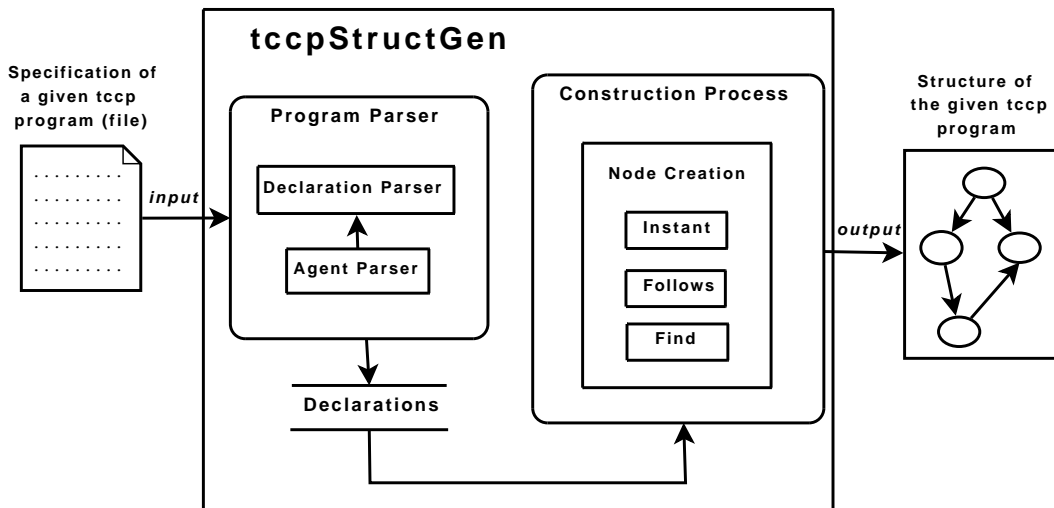 tccpStructGen
Specification of
a given tccp
program (file)
. . . . . . . . .
. . . . . . . . .
. . . . . . . . .
. . . . . . . . .
. . . . . . . . .
input
Program Parser
Declaration Parser
Agent Parser
Declarations
Construction Process
Node Creation
Instant
Follows
Find
output
Structure of
the given tccp
program